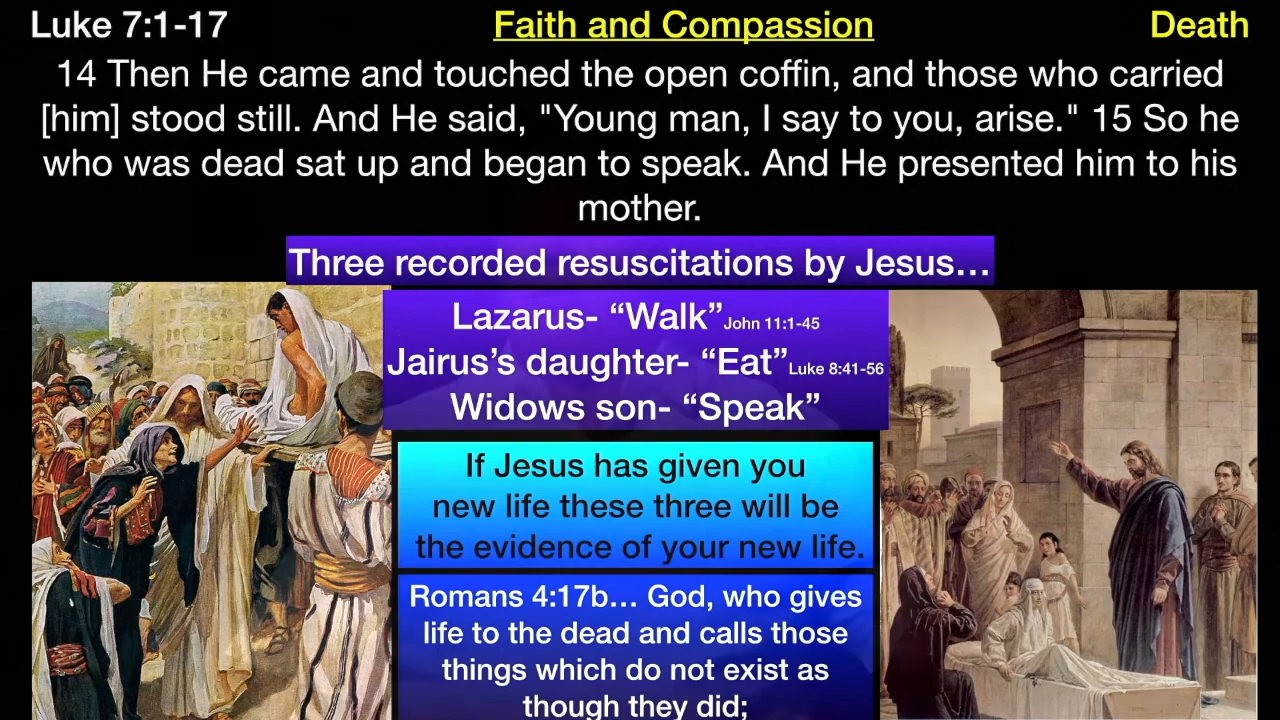 Luke 7:1-17
Faith and Compassion
Death
14 Then He came and touched the open coffin, and those who carried
[him] stood still. And He said, "Young man, I say to you, arise." 15 So he
who was dead sat up and began to speak. And He presented him to his
mother.
Three recorded resuscitations by Jesus…
Lazarus- “Walk” John 11:1-45
Jairus’s daughter- “Eat” Luke 8:41-56
Widows son- “Speak”
If Jesus has given you
new life these three will be
the evidence of your new life.
Romans 4:17b… God, who gives
life to the dead and calls those
things which do not exist as
though they did;